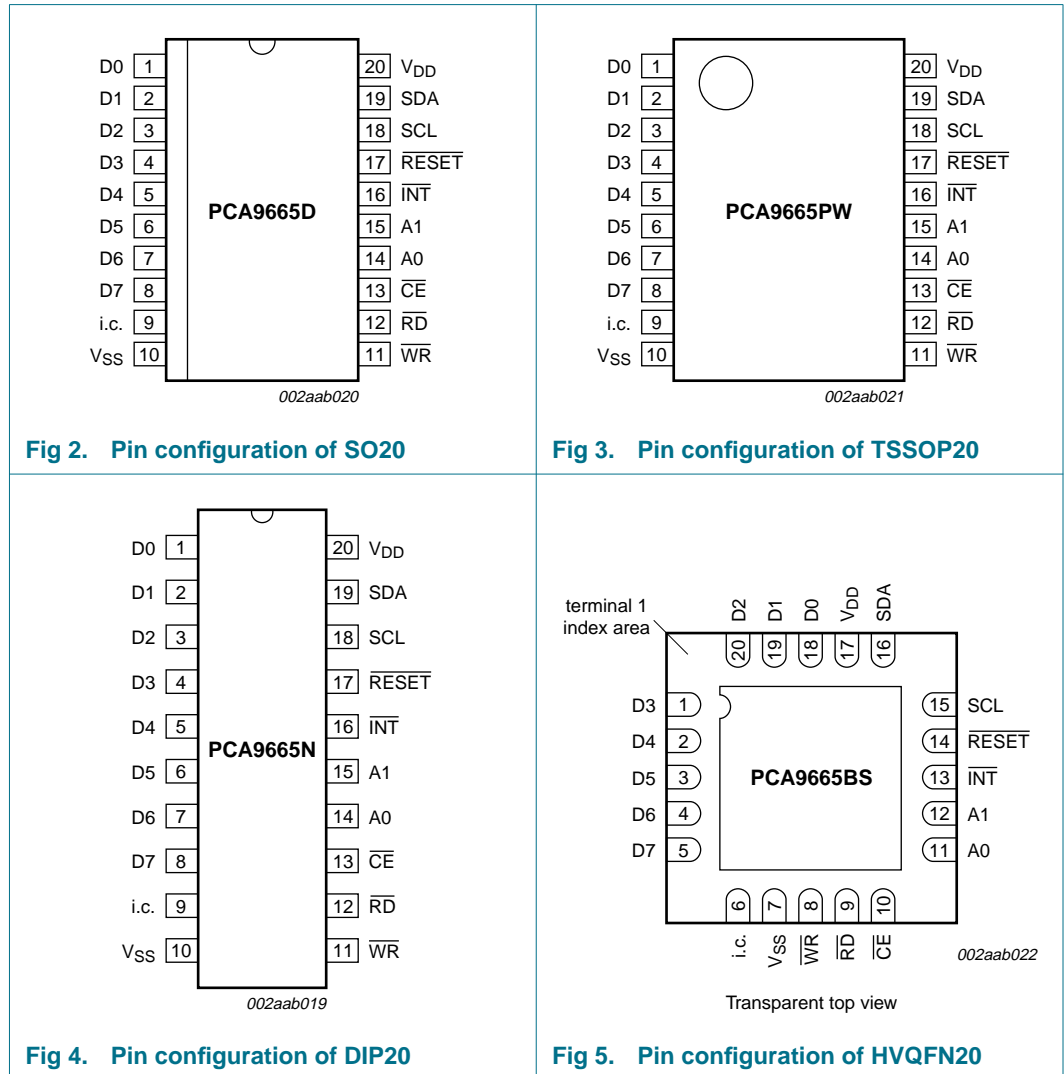 D0 1 20 VDD
D1 2 19 SDA
D2 3 18 SCL
D3 4 17 RESET
D4 5 16 INT
PCA9665D
D5 6 15 A1
D6 7 14 A0
D7 8 13 CE
i.c. 9 12 RD
VSS 10 11 WR
002aab020
Fig 2. Pin configuration of SO20
D0 1 20 VDD
D1 2 19 SDA
D2 3 18 SCL
D3 4 17 RESET
D4 5 16 INT
PCA9665PW
D5 6 15 A1
D6 7 14 A0
D7 8 13 CE
i.c. 9 12 RD
VSS 10 11 WR
002aab021
Fig 3. Pin configuration of TSSOP20
D0 1 20 VDD
D1 2 19 SDA
D2 3 18 SCL
D3 4 17 RESET
D4 5 16 INT
PCA9665N
D5 6 15 A1
D6 7 14 A0
D7 8 13 CE
i.c. 9 12 RD
VSS 10 11 WR
002aab019
Fig 4. Pin configuration of DIP20
terminal 1
index area
D2 D1 D0 VDD SDA
20 19 18 17 16
D3 1 15 SCL
D4 2 14 RESET
D5 3 PCA9665BS 13 INT
D6 4 12 A1
D7 5 11 A0
6 7 8 9 10
i.c. VSS WR RD CE
002aab022
Transparent top view
Fig 5. Pin configuration of HVQFN20